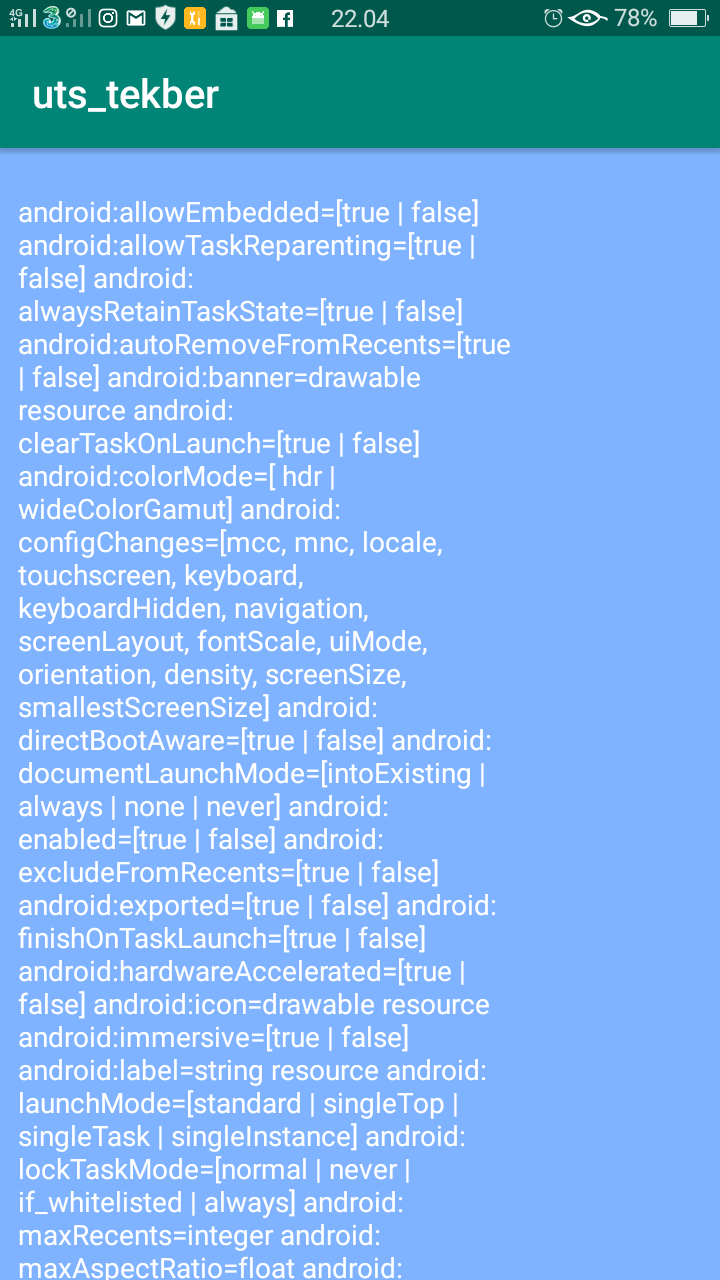 4G
22.04
78%
uts_tekber
android:allowEmbedded=[true | false]
android:allowTaskReparenting=[true |
false] android:
alwaysRetainTaskState=[true | false]
android:autoRemoveFromRecents=[true
| false] android:banner=drawable
resource android:
clearTaskOnLaunch=[true | false]
android:colorMode=[ hdr |
wideColorGamut] android:
configChanges=[mcc, mnc, locale,
touchscreen, keyboard,
keyboardHidden, navigation,
screenLayout, fontScale, uiMode,
orientation, density, screenSize,
smallestScreenSize] android:
directBootAware=[true | false] android:
documentLaunchMode=[intoExisting |
always | none | never] android:
enabled=[true | false] android:
excludeFromRecents=[true | false]
android:exported=[true | false] android:
finishOnTaskLaunch=[true | false]
android:hardwareAccelerated=[true |
false] android:icon=drawable resource
android:immersive=[true | false]
android:label=string resource android:
launchMode=[standard | singleTop |
singleTask | singleInstance] android:
lockTaskMode=[normal | never |
if_whitelisted | always] android:
maxRecents=integer android:
maxAspectRatio=float android: